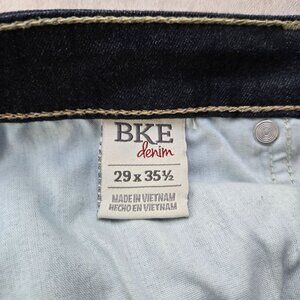 BKE
denim
29 x 35½
MADE IN VIETNAM
HECHO EN VIETNAM